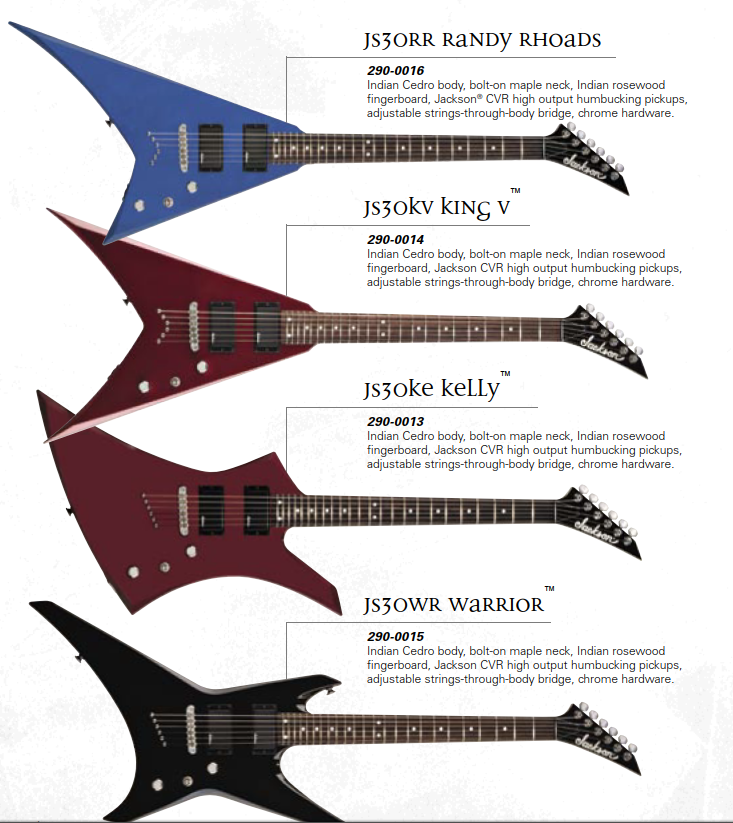 JS30RR Randy Rhoads
290-0016
Indian Cedro body, bolt-on maple neck, Indian rosewood
fingerboard, Jackson® CVR high output humbucking pickups,
adjustable strings-through-body bridge, chrome hardware.
Jackson
JS30KV King V™
290-0014
Indian Cedro body, bolt-on maple neck, Indian rosewood
fingerboard, Jackson CVR high output humbucking pickups,
adjustable strings-through-body bridge, chrome hardware.
Jackson
JS30KE Kelly™
290-0013
Indian Cedro body, bolt-on maple neck, Indian rosewood
fingerboard, Jackson CVR high output humbucking pickups,
adjustable strings-through-body bridge, chrome hardware.
Jackson
JS30WR Warrior™
290-0015
Indian Cedro body, bolt-on maple neck, Indian rosewood
fingerboard, Jackson CVR high output humbucking pickups,
adjustable strings-through-body bridge, chrome hardware.
Jackson